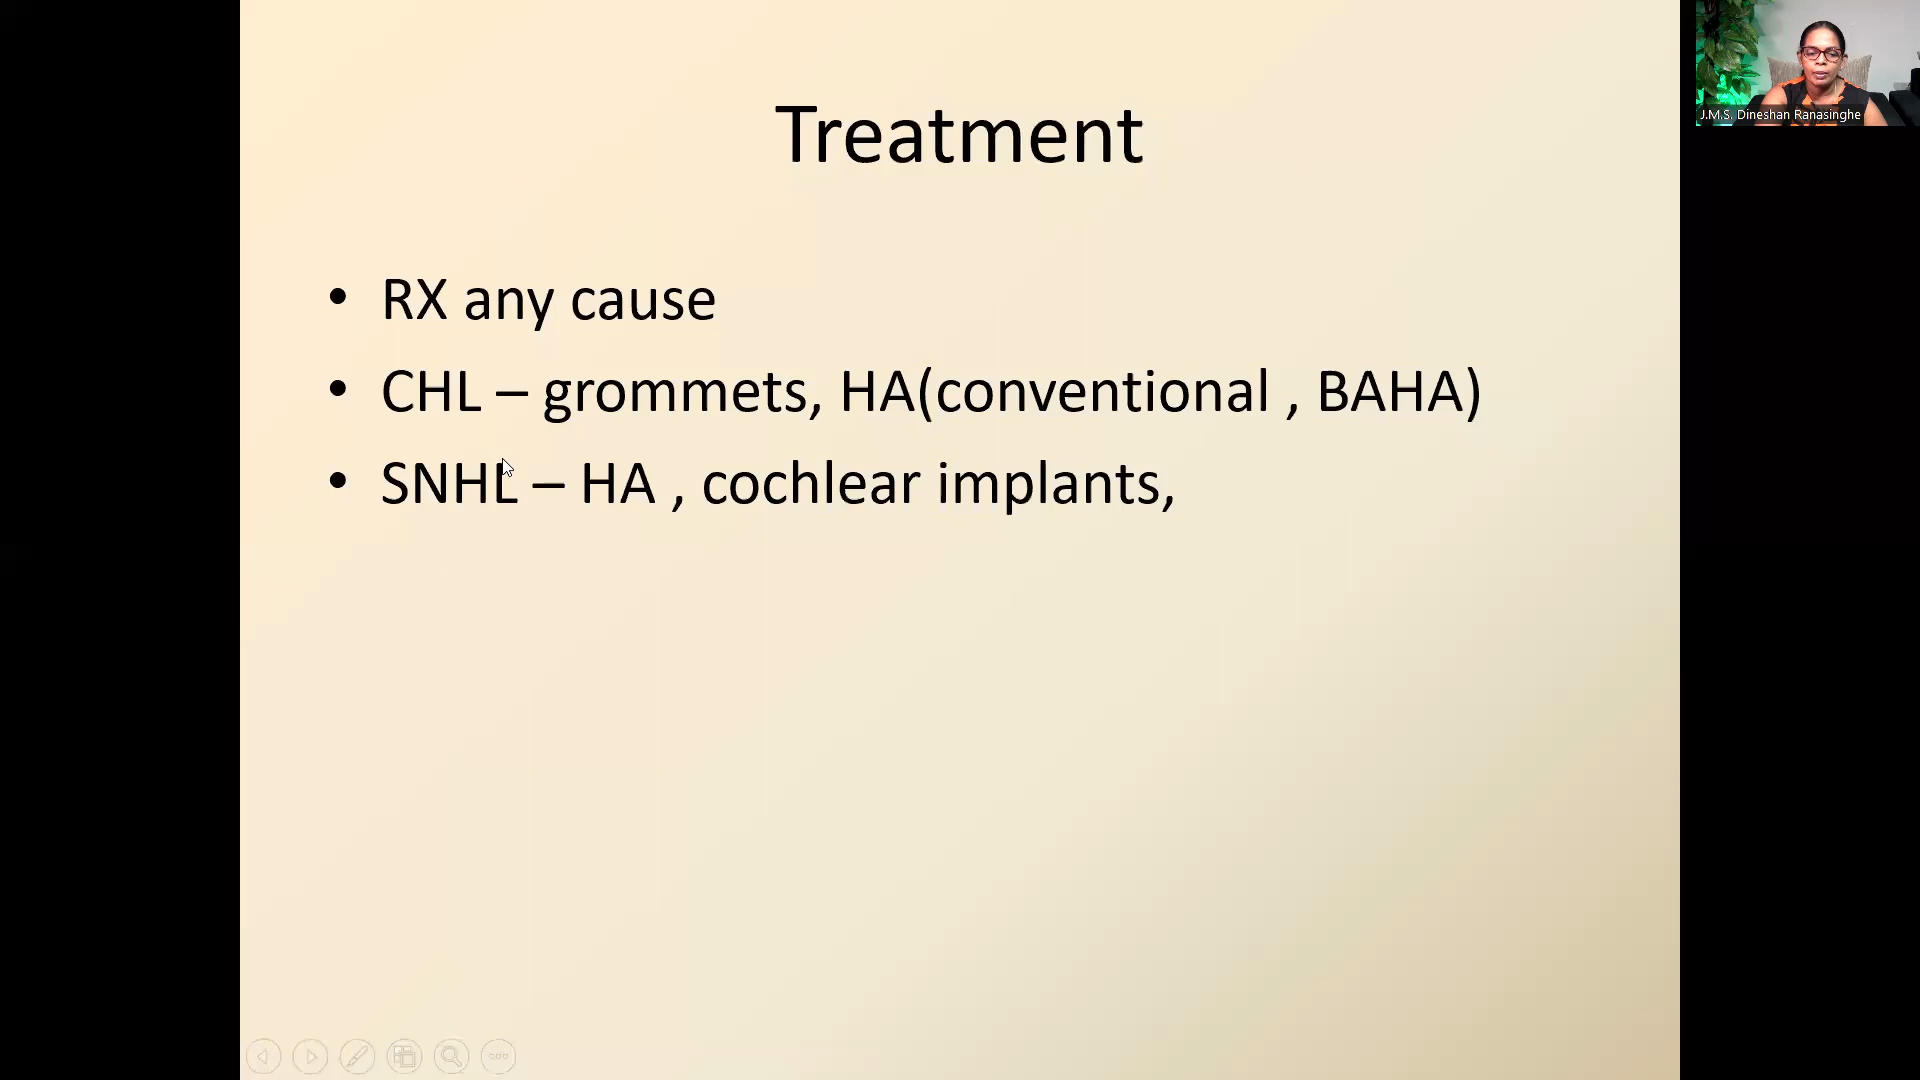 Treatment
• RX any cause
• CHL – grommets, HA(conventional , BAHA)
• SNHL – HA , cochlear implants,
J.M.S. Dineshan Ranasinghe